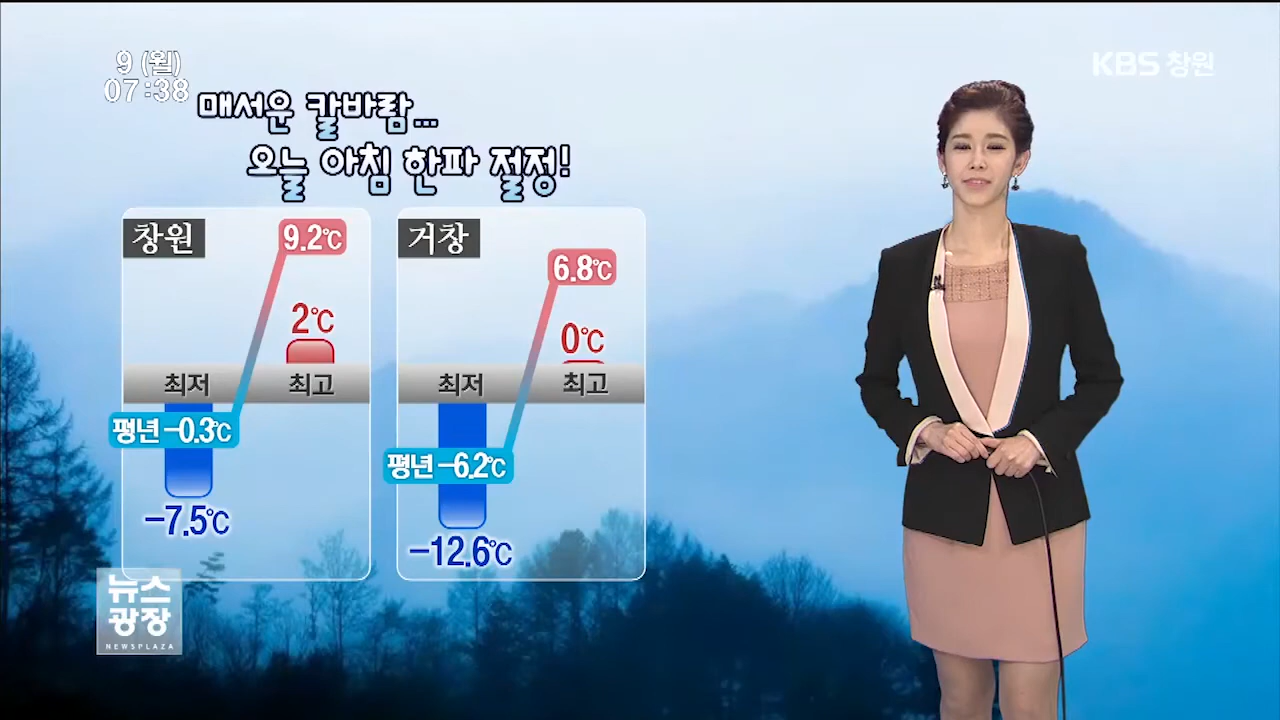 9 (월)
07:38
KBS 창원
매서운 칼바람...
오늘 아침 한파 절정!
창원
9.2℃
2℃
최저 최고
평년 -0.3℃
-7.5℃
거창
6.8℃
0℃
최저 최고
평년 -6.2℃
-12.6℃
뉴스
광장
NEWSPLAZA